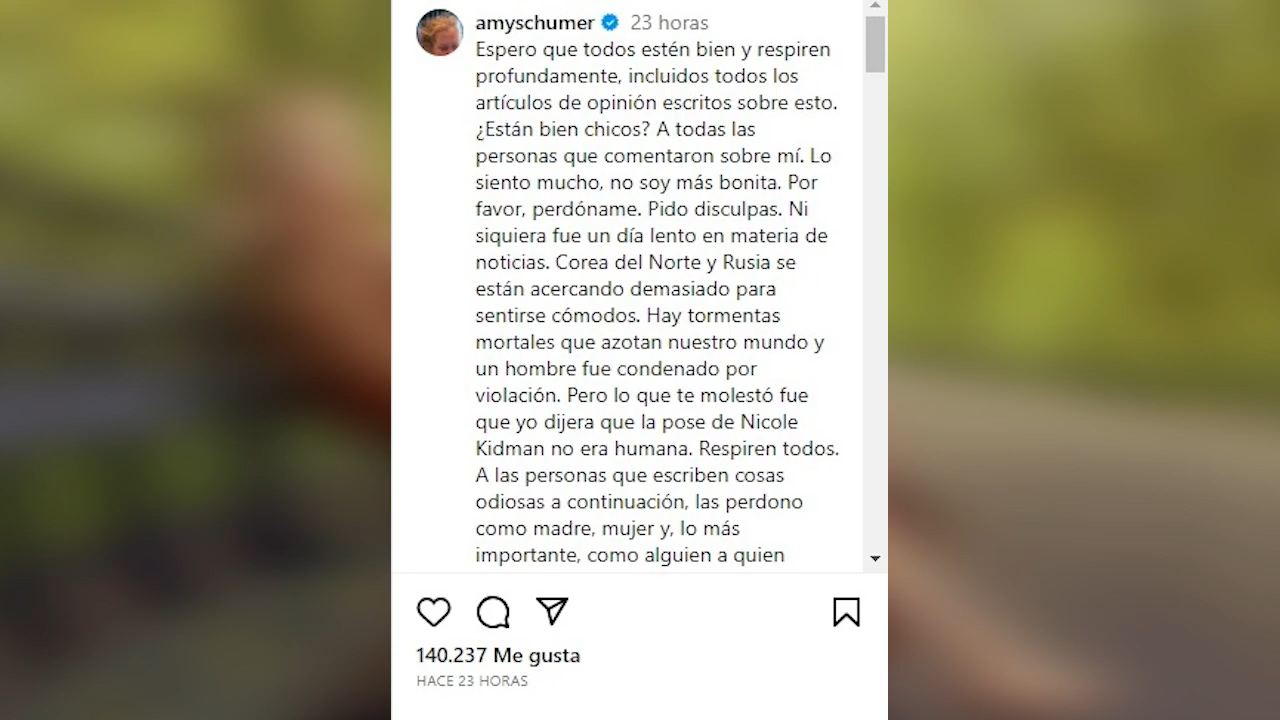 amyschumer 23 horas
Espero que todos estén bien y respiren
profundamente, incluidos todos los
artículos de opinión escritos sobre esto.
¿Están bien chicos? A todas las
personas que comentaron sobre mí. Lo
siento mucho, no soy más bonita. Por
favor, perdóname. Pido disculpas. Ni
siquiera fue un día lento en materia de
noticias. Corea del Norte y Rusia se
están acercando demasiado para
sentirse cómodos. Hay tormentas
mortales que azotan nuestro mundo y
un hombre fue condenado por
violación. Pero lo que te molestó fue
que yo dijera que la pose de Nicole
Kidman no era humana. Respiren todos.
A las personas que escriben cosas
odiosas a continuación, las perdono
como madre, mujer y, lo más
importante, como alguien a quien
140.237 Me gusta
HACE 23 HORAS